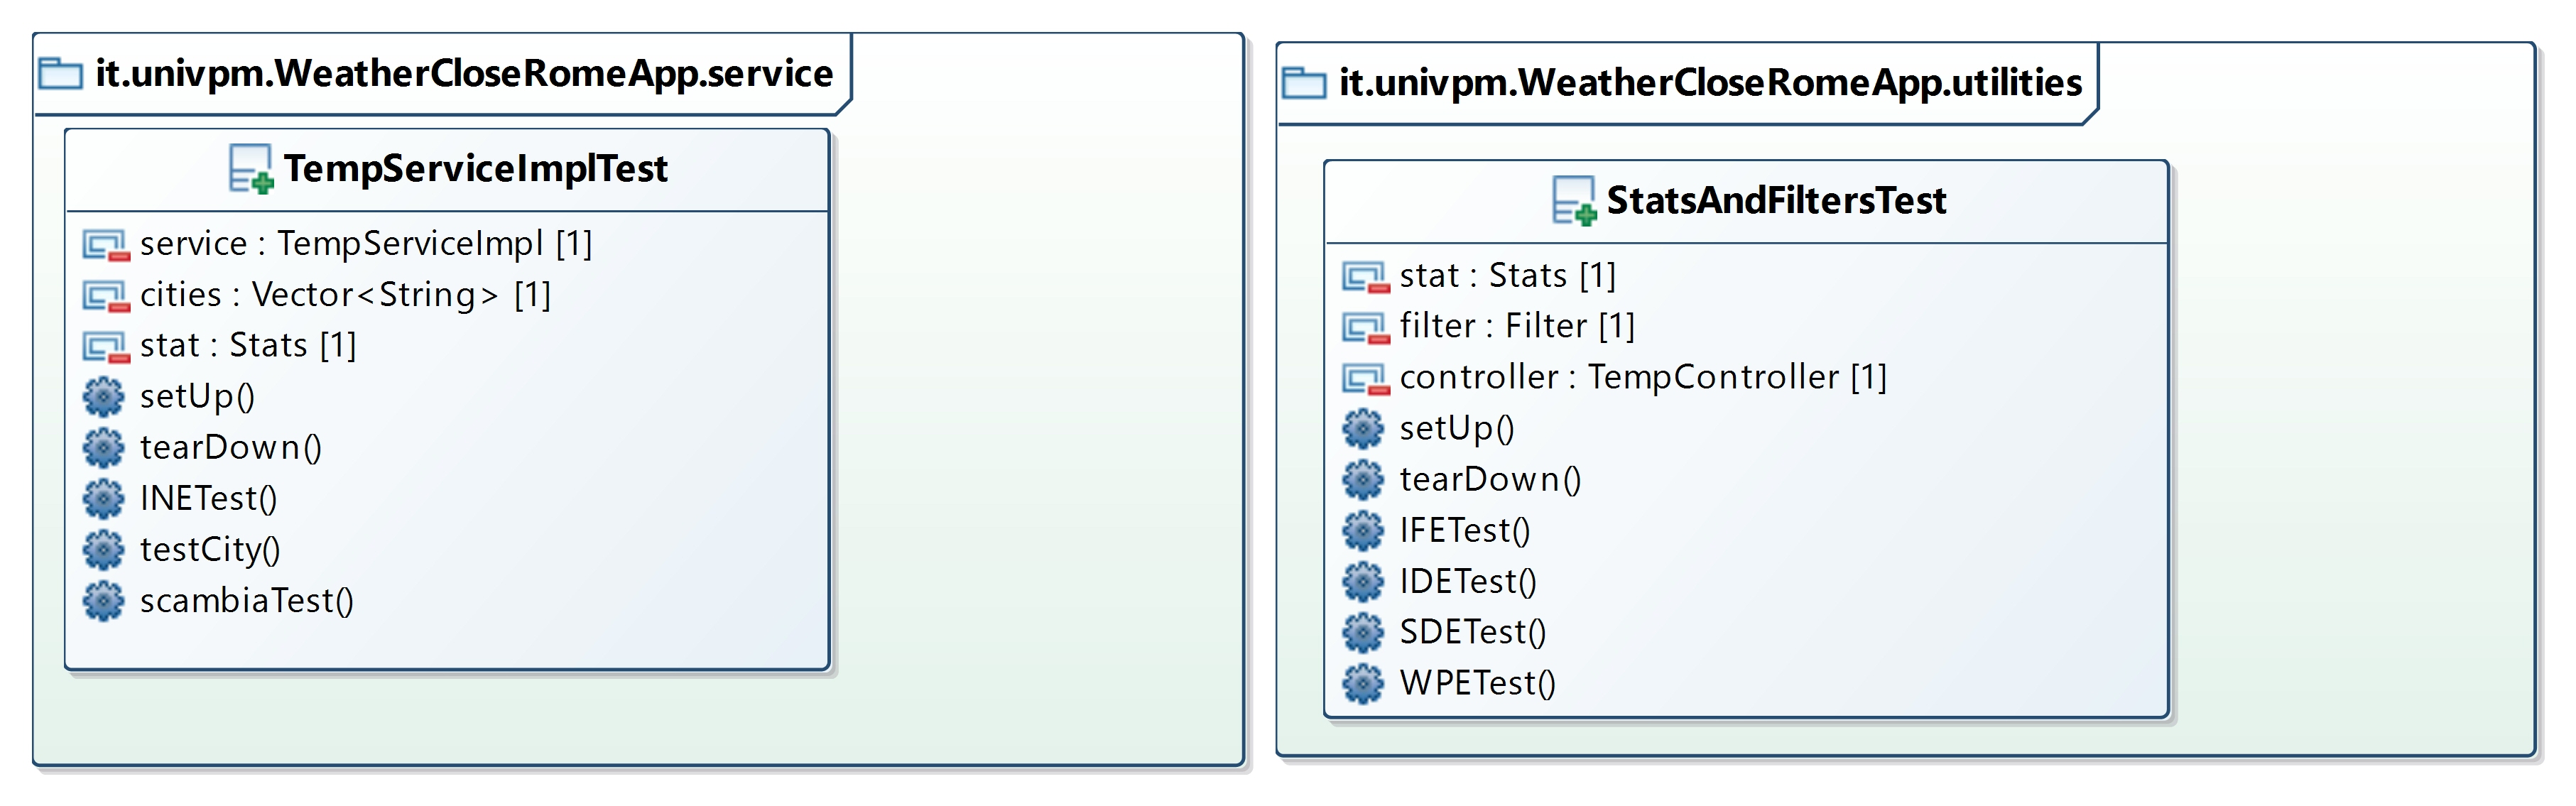 it.univpm.WeatherCloseRomeApp.service
TempServiceImplTest
service : TempServiceImpl [1]
cities : Vector<String> [1]
stat : Stats [1]
setUp()
tearDown()
INETest()
testCity()
scambiaTest()
it.univpm.WeatherCloseRomeApp.utilities
StatsAndFiltersTest
stat : Stats [1]
filter : Filter [1]
controller : TempController [1]
setUp()
tearDown()
IFETest()
IDETest()
SDETest()
WPETest()